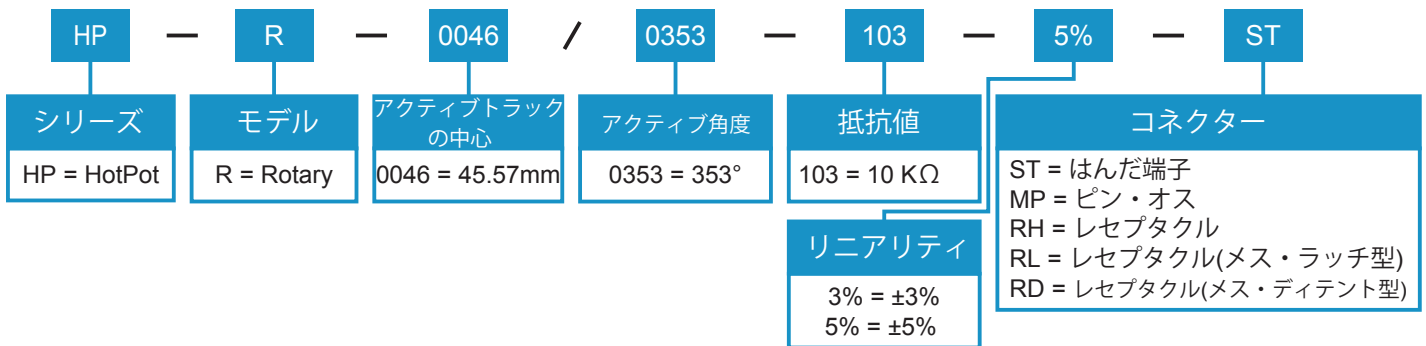 HP — R — 0046 / 0353 — 103 — 5% — ST
シリーズ
HP = HotPot
モデル
R = Rotary
アクティブトラック
の中心
0046 = 45.57mm
アクティブ角度
0353 = 353°
抵抗値
103 = 10 KΩ
リニアリティ
3% = ±3%
5% = ±5%
コネクター
ST = はんだ端子
MP = ピン・オス
RH = レセプタクル
RL = レセプタクル(メス・ラッチ型)
RD = レセプタクル(メス・ディテント型)